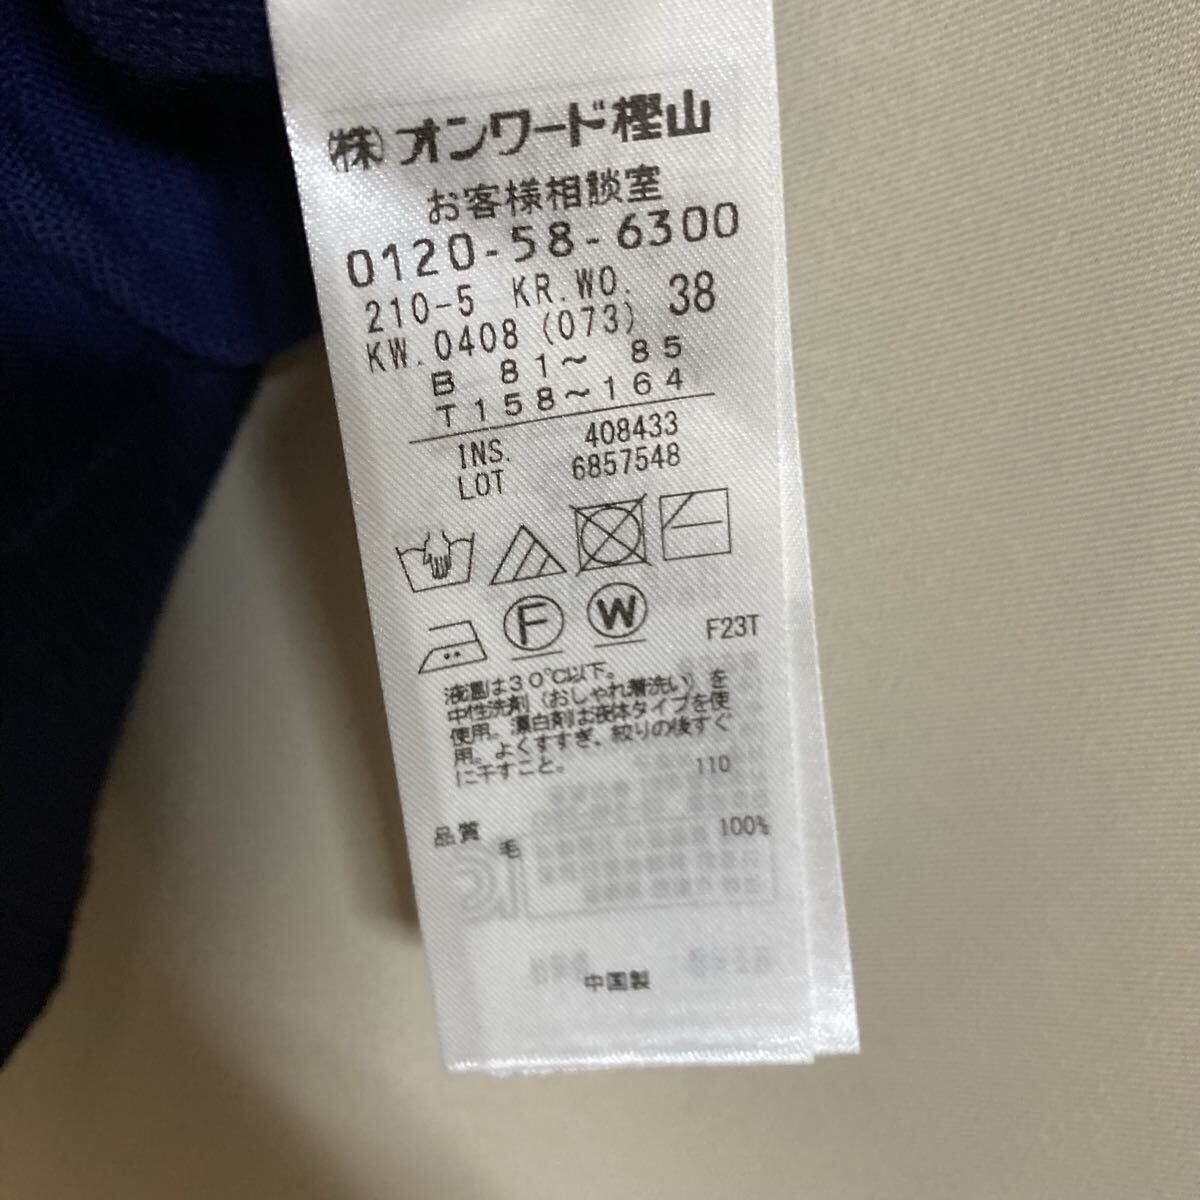 (株)オンワード樫山
お客様相談室
0120-58-6300
210-5 KR.WO.
KW.0408(073) 38
B 81～ 85
T158～164
INS. 408433
LOT 6857548
F W F23T
液温は30℃以下。
中性洗剤（おしゃれ着洗い）を
使用。漂白剤は液体タイプを使
用。よくすすぎ、絞りの後すぐ
に干すこと。 110
品質
毛 100%
中国製